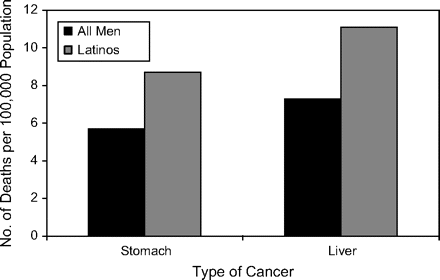 No. of Deaths per 100,000 Population
12
10
8
6
4
2
0
All Men
Latinos
Stomach Liver
Type of Cancer